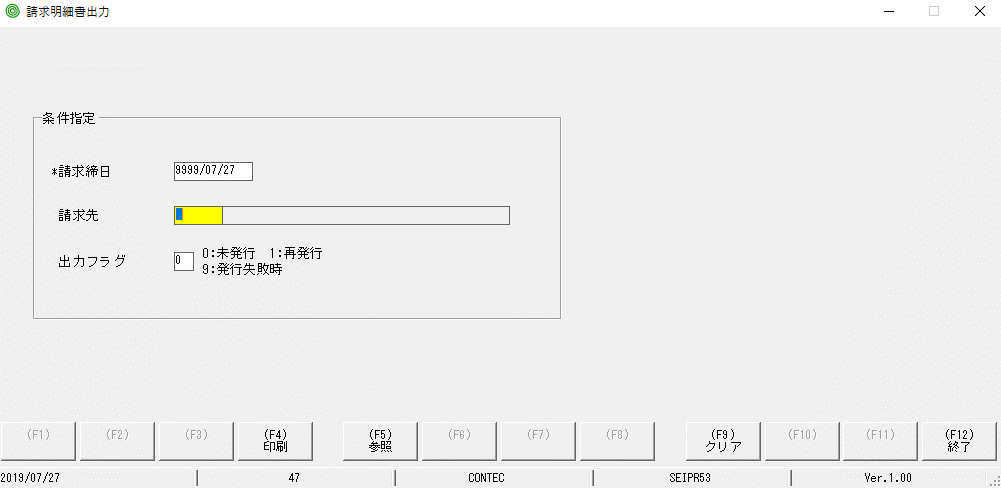 請求明細書出力
条件指定
*請求締日 9999/07/27
請求先
出力フラグ 0 0:未発行 1:再発行
9:発行失敗時
(F1) (F2) (F3) (F4) (F5) (F6) (F7) (F8) (F9) (F10) (F11) (F12)
印刷 参照 クリア 終了
2019/07/27 47 CONTEC SEIPR53 Ver.1.00